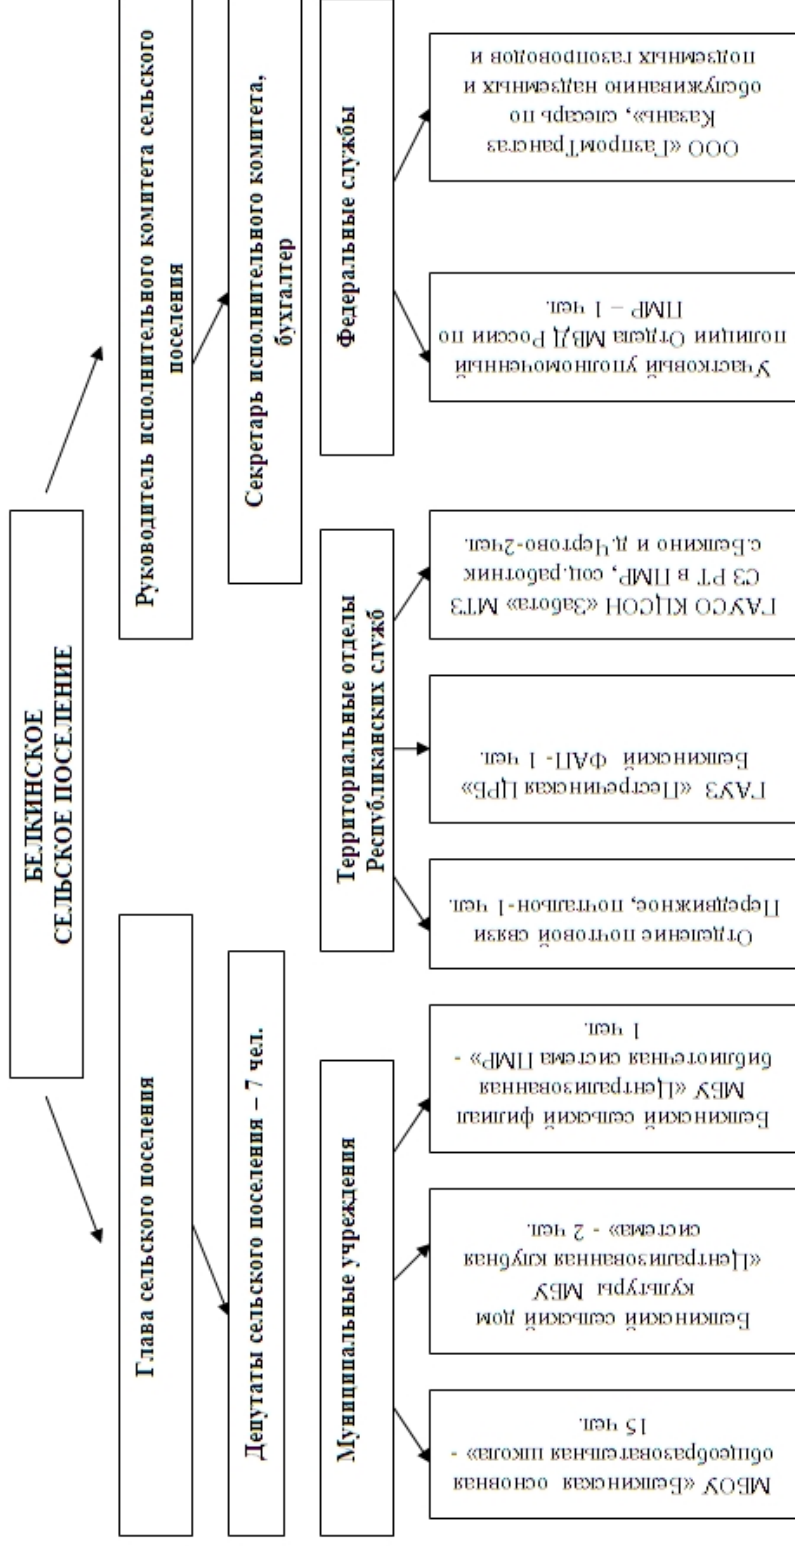 БЕЛКИНСКОЕ
СЕЛЬСКОЕ ПОСЕЛЕНИЕ
Глава сельского поселения
Руководитель исполнительного комитета сельского
поселения
Депутаты сельского поселения – 7 чел.
Секретарь исполнительного комитета,
бухгалтер
Муниципальные учреждения
Территориальные отделы
Республиканских служб
Федеральные службы
МБОУ «Белкинская основная
общеобразовательная школа» -
15 чел.
Белкинский сельский дом
культуры МБУ
«Централизованная клубная
система» - 2 чел.
Белкинский сельский филиал
МБУ «Централизованная
библиотечная система ПМР» -
1 чел.
Отделение почтовой связи
Передвижное, почтальон-1 чел.
ГАУЗ «Пестречинская ЦРБ»
Белкинский ФАП- 1 чел.
ГАУСО КЦСОН «Забота» МТЗ
СЗ РТ в ПМР, соц.работник
с.Белкино и д.Чертово-2чел.
Участковый уполномоченный
полиции Отдела МВД России по
ПМР – 1 чел.
ООО «ГазпромТрансгаз
Казань», слесарь по
обслуживанию надземных и
подземных газопроводов и